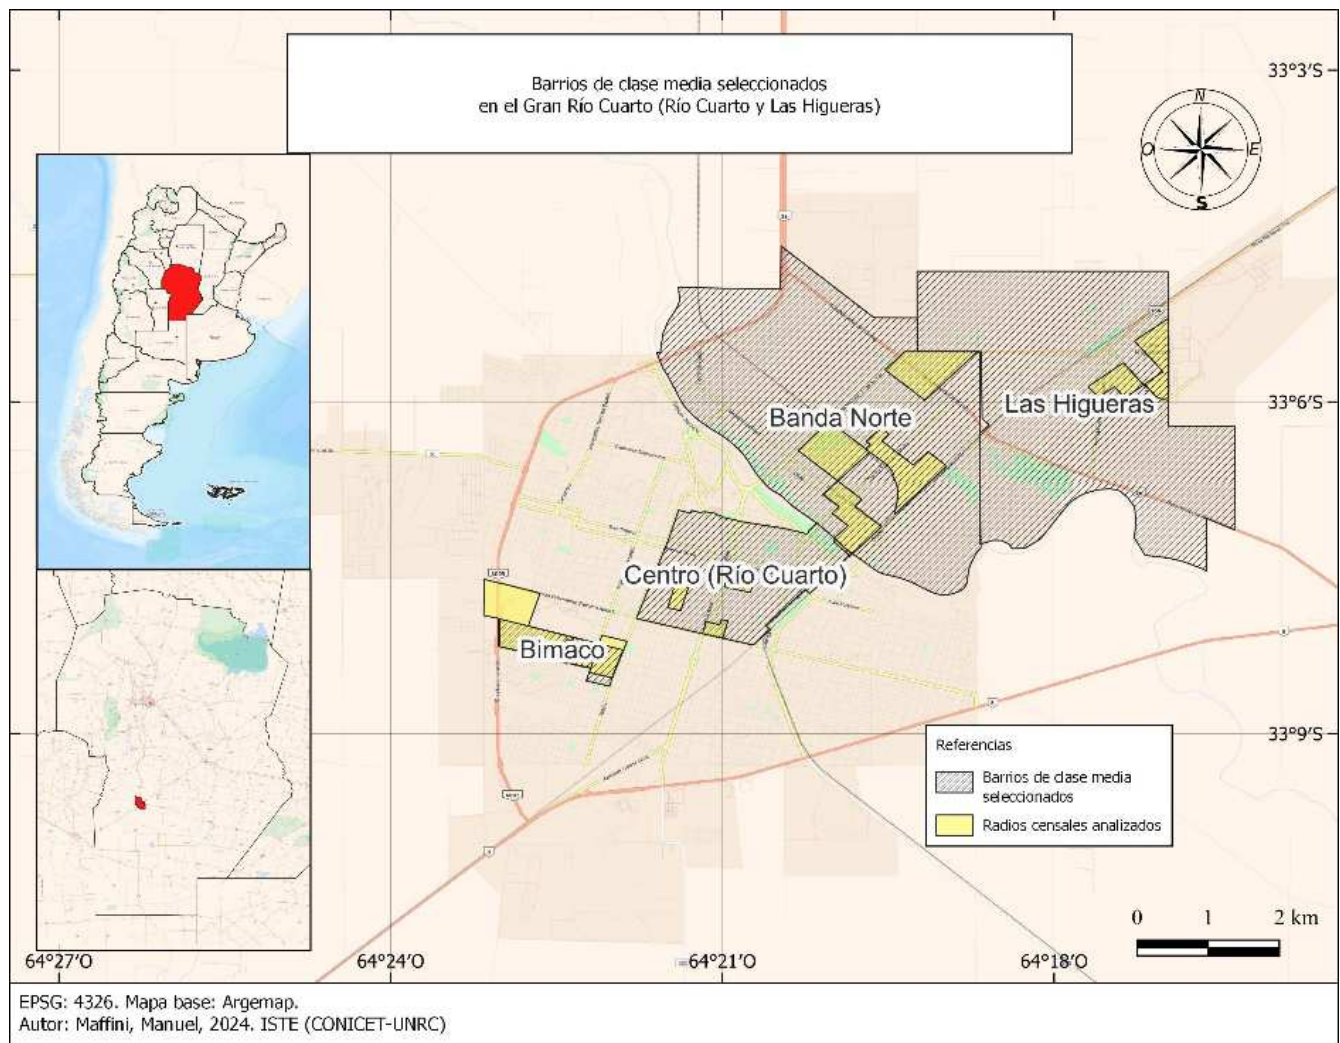 Barrios de clase media seleccionados
en el Gran Río Cuarto (Río Cuarto y Las Higueras)
33°3'S
N
O
E
S
33°6'S
Banda Norte
Las Higueras
Centro (Río Cuarto)
Bimaco
33°9'S
Referencias
Barrios de clase media
seleccionados
Radios censales analizados
0 1 2 km
64°27'O
64°24'O
64°21'O
64°18'O
EPSG: 4326. Mapa base: Argemap.
Autor: Maffini, Manuel, 2024. ISTE (CONICET-UNRC)